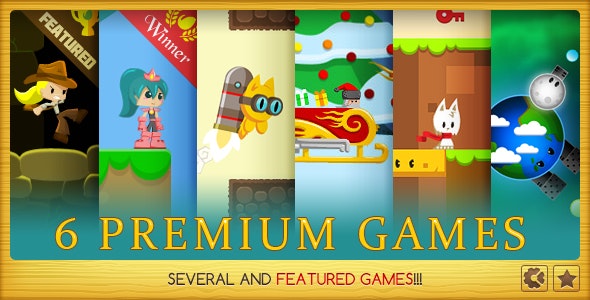 FEATURED
Winner
6 PREMIUM GAMES
SEVERAL AND FEATURED GAMES!!!